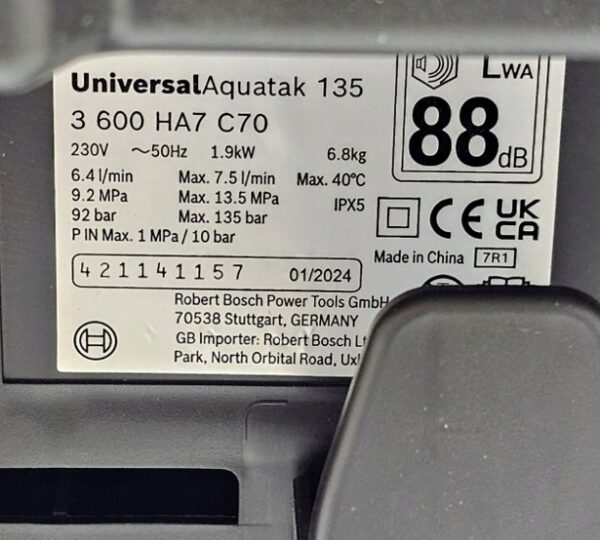 UniversalAquatak 135
3 600 HA7 C70
230V ~50Hz 1.9kW 6.8kg
6.4 l/min Max. 7.5 l/min Max. 40°C
9.2 MPa Max. 13.5 MPa IPX5
92 bar Max. 135 bar
P IN Max. 1 MPa / 10 bar
421141157 01/2024
Robert Bosch Power Tools GmbH
70538 Stuttgart, GERMANY
GB Importer: Robert Bosch
Park, North Orbital Road,
LWA
88dB
CE UK
CA
Made in China 7R1